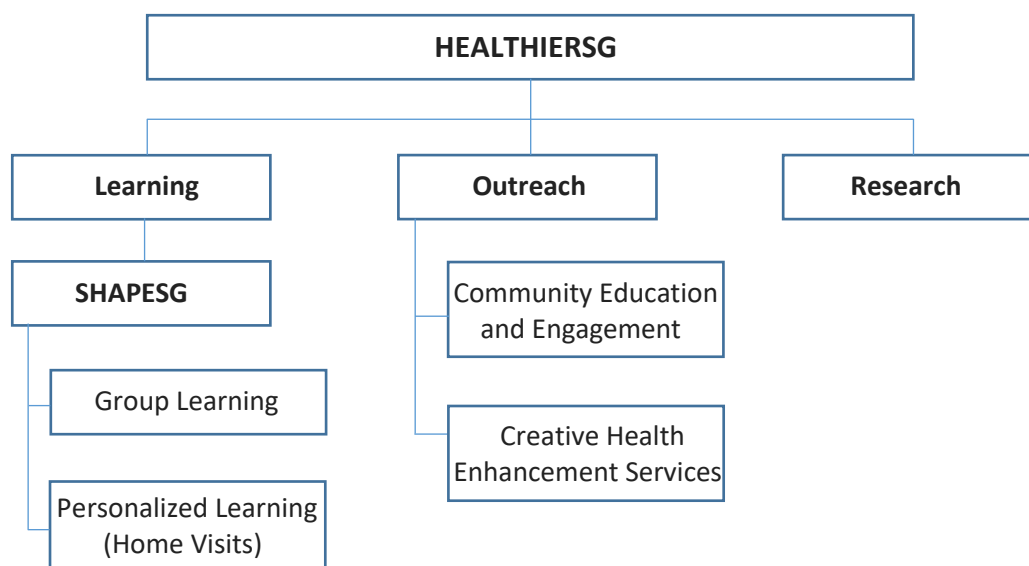 HEALTHIERSG
Learning
Outreach
Research
SHAPESG
Community Education
and Engagement
Group Learning
Creative Health
Enhancement Services
Personalized Learning
(Home Visits)